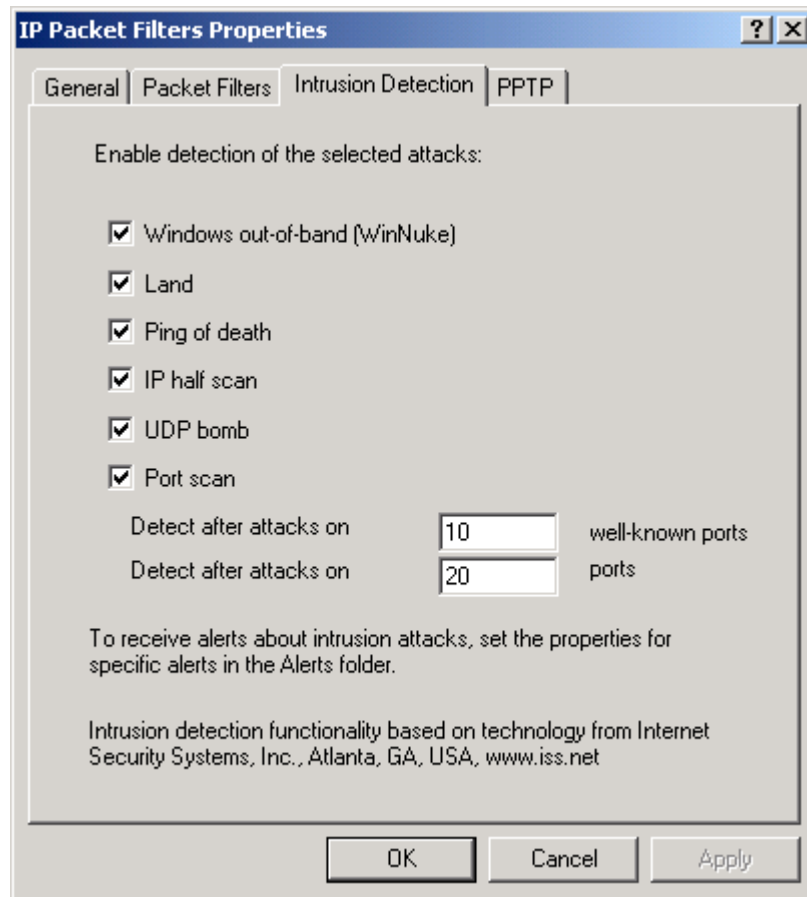 IP Packet Filters Properties
General Packet Filters Intrusion Detection PPTP
Enable detection of the selected attacks:
Windows out-of-band (WinNuke)
Land
Ping of death
IP half scan
UDP bomb
Port scan
Detect after attacks on 10 well-known ports
Detect after attacks on 20 ports
To receive alerts about intrusion attacks, set the properties for
specific alerts in the Alerts folder.
Intrusion detection functionality based on technology from Internet
Security Systems, Inc., Atlanta, GA, USA, www.iss.net
OK Cancel Apply